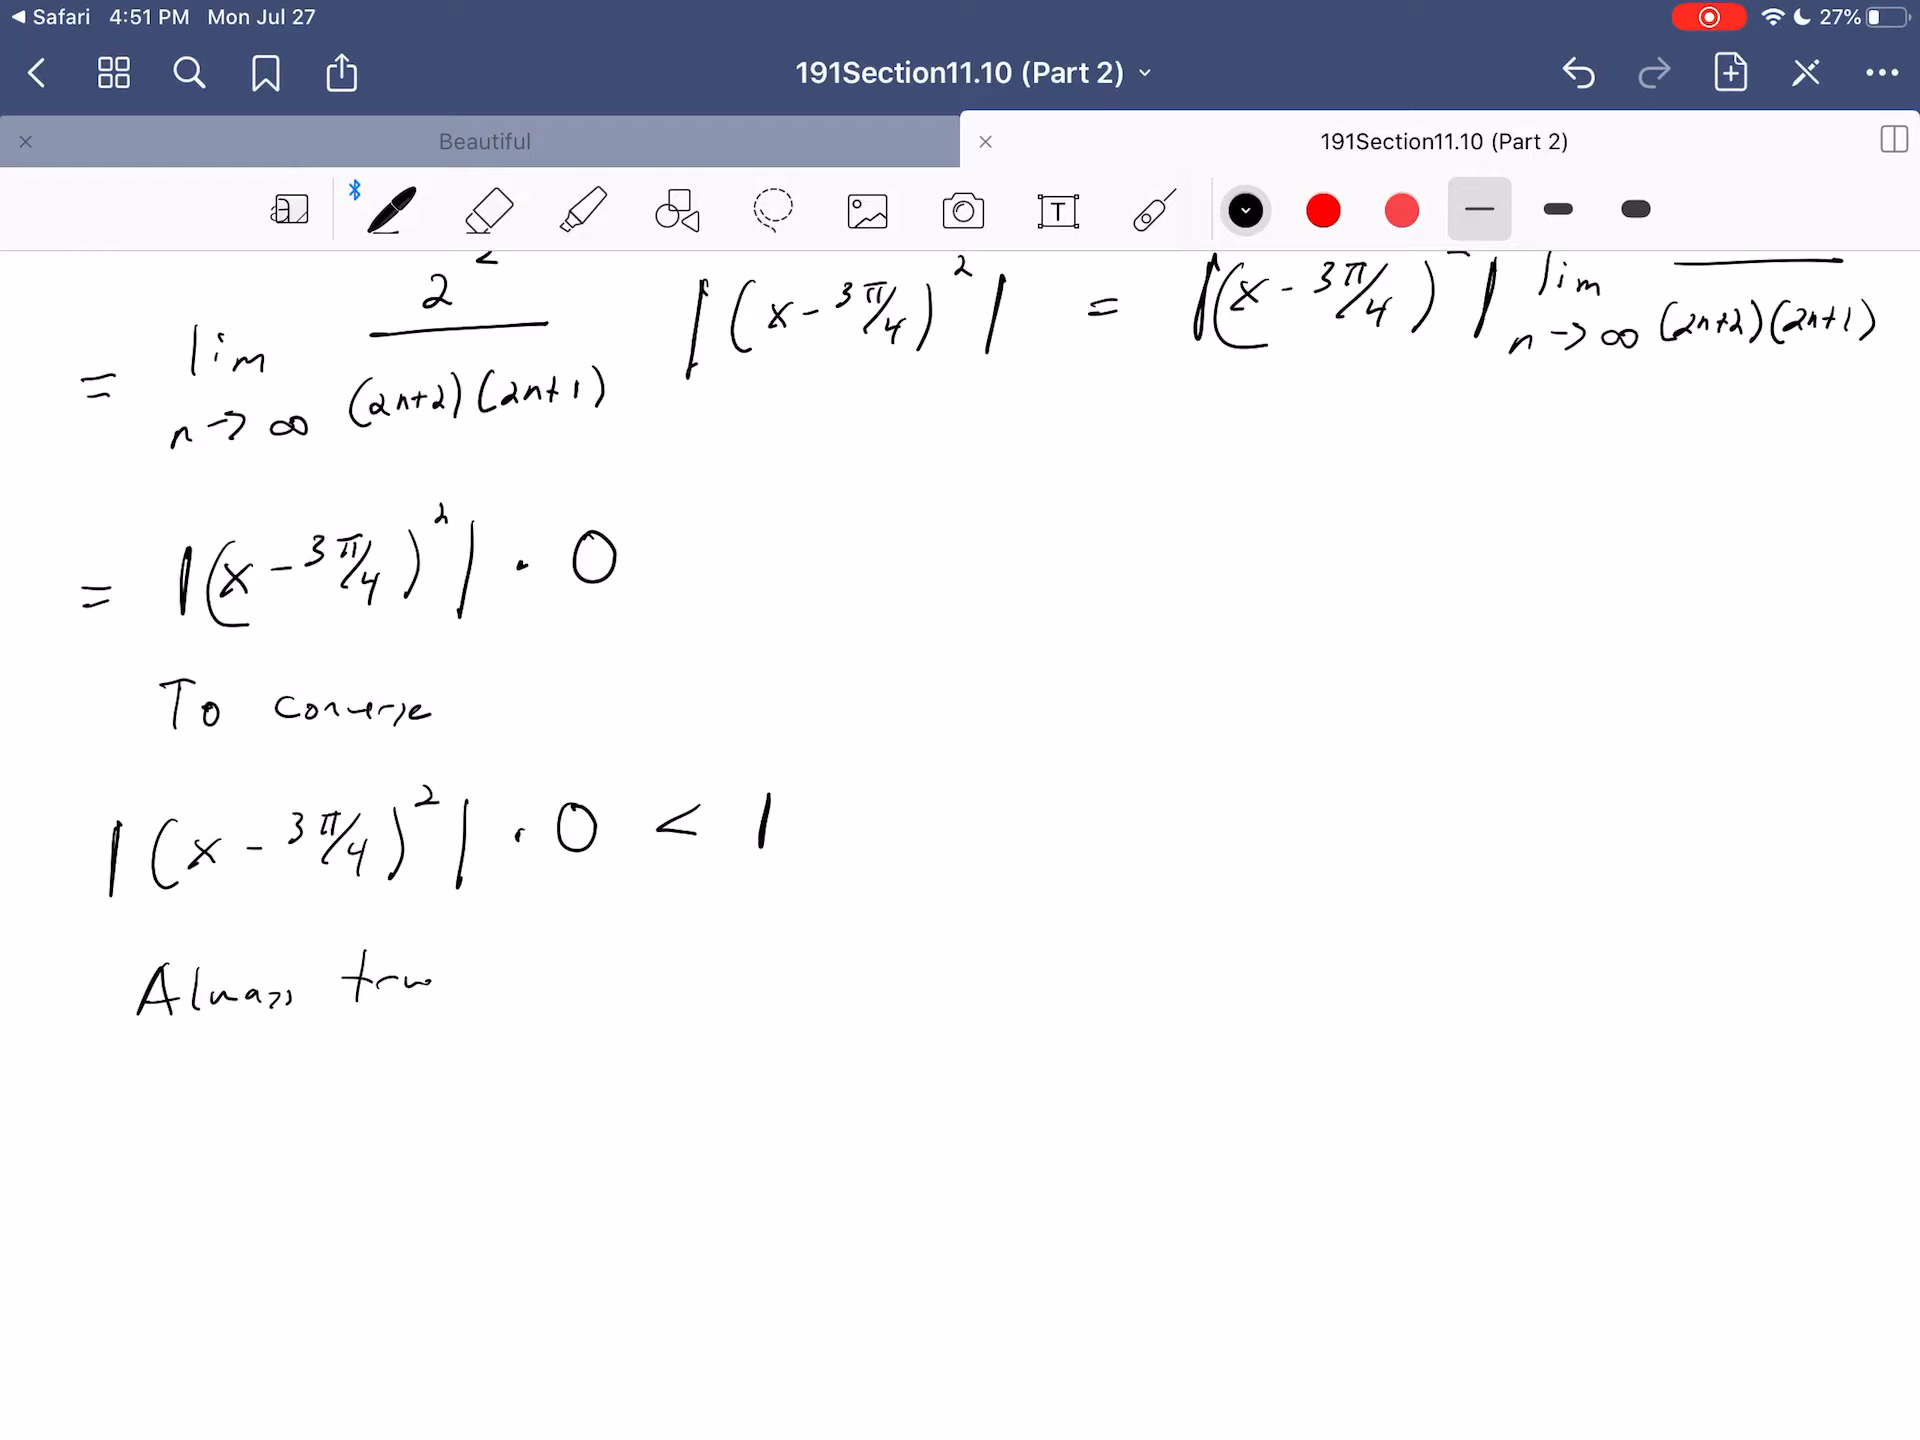 Safari 4:51 PM Mon Jul 27 27%
191Section11.10 (Part 2)
Beautiful
191Section11.10 (Part 2)
= lim n→∞ 2² / (2n+2)(2n+1) |(x - 3π/4)²| = |(x - 3π/4)²| lim n→∞ (2n+2)(2n+1)
= |(x - 3π/4)²| · 0
To converge
|(x - 3π/4)²| · 0 < 1
Always true